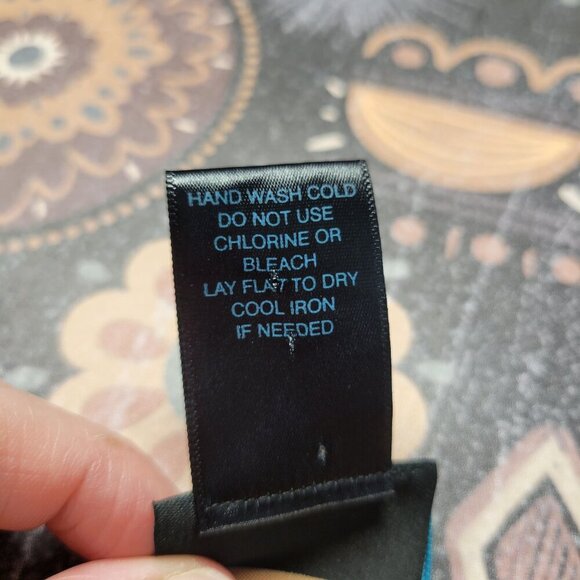 HAND WASH COLD
DO NOT USE
CHLORINE OR
BLEACH
LAY FLAT TO DRY
COOL IRON
IF NEEDED